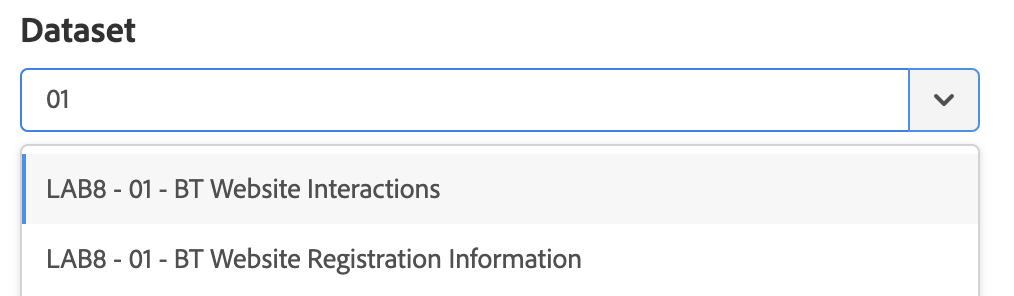 Dataset
01
LAB8 - 01 - BT Website Interactions
LAB8 - 01 - BT Website Registration Information